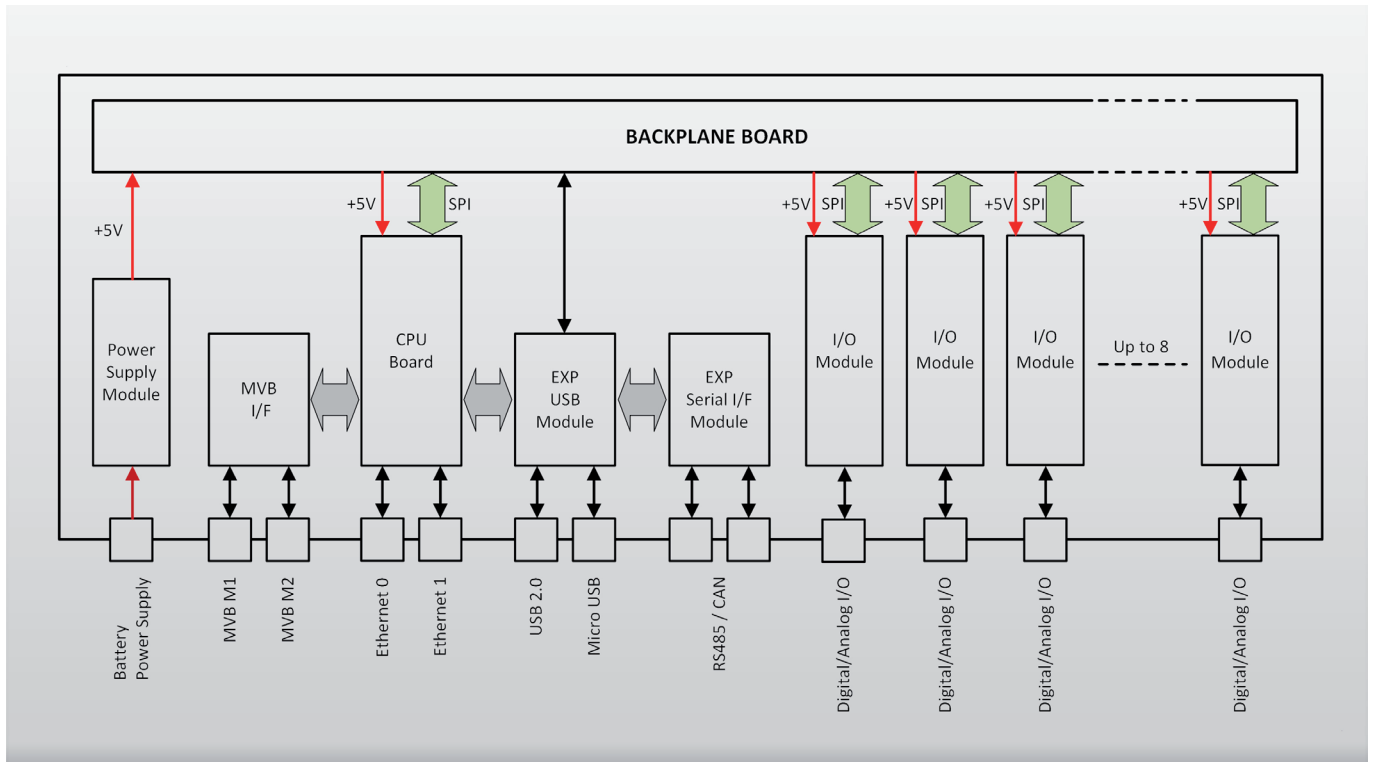 BACKPLANE BOARD
+5V
+5V
SPI
+5V
SPI
+5V
SPI
+5V
SPI
+5V
SPI
Power
Supply
Module
MVB
I/F
CPU
Board
EXP
USB
Module
EXP
Serial I/F
Module
I/O
Module
I/O
Module
I/O
Module
Up to 8
I/O
Module
Battery
Power Supply
MVB M1
MVB M2
Ethernet 0
Ethernet 1
USB 2.0
Micro USB
RS485 / CAN
Digital/Analog I/O
Digital/Analog I/O
Digital/Analog I/O
Digital/Analog I/O